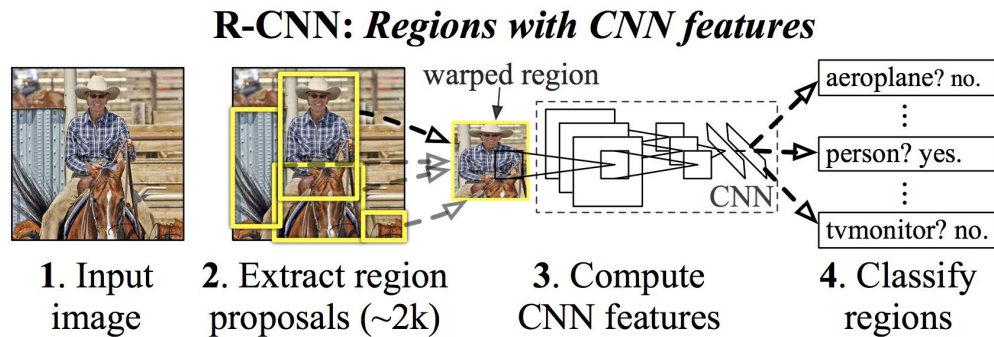 R-CNN: Regions with CNN features
warped region
aeroplane? no.
⋮
person? yes.
⋮
tvmonitor? no.
CNN
1. Input
image
2. Extract region
proposals (~2k)
3. Compute
CNN features
4. Classify
regions